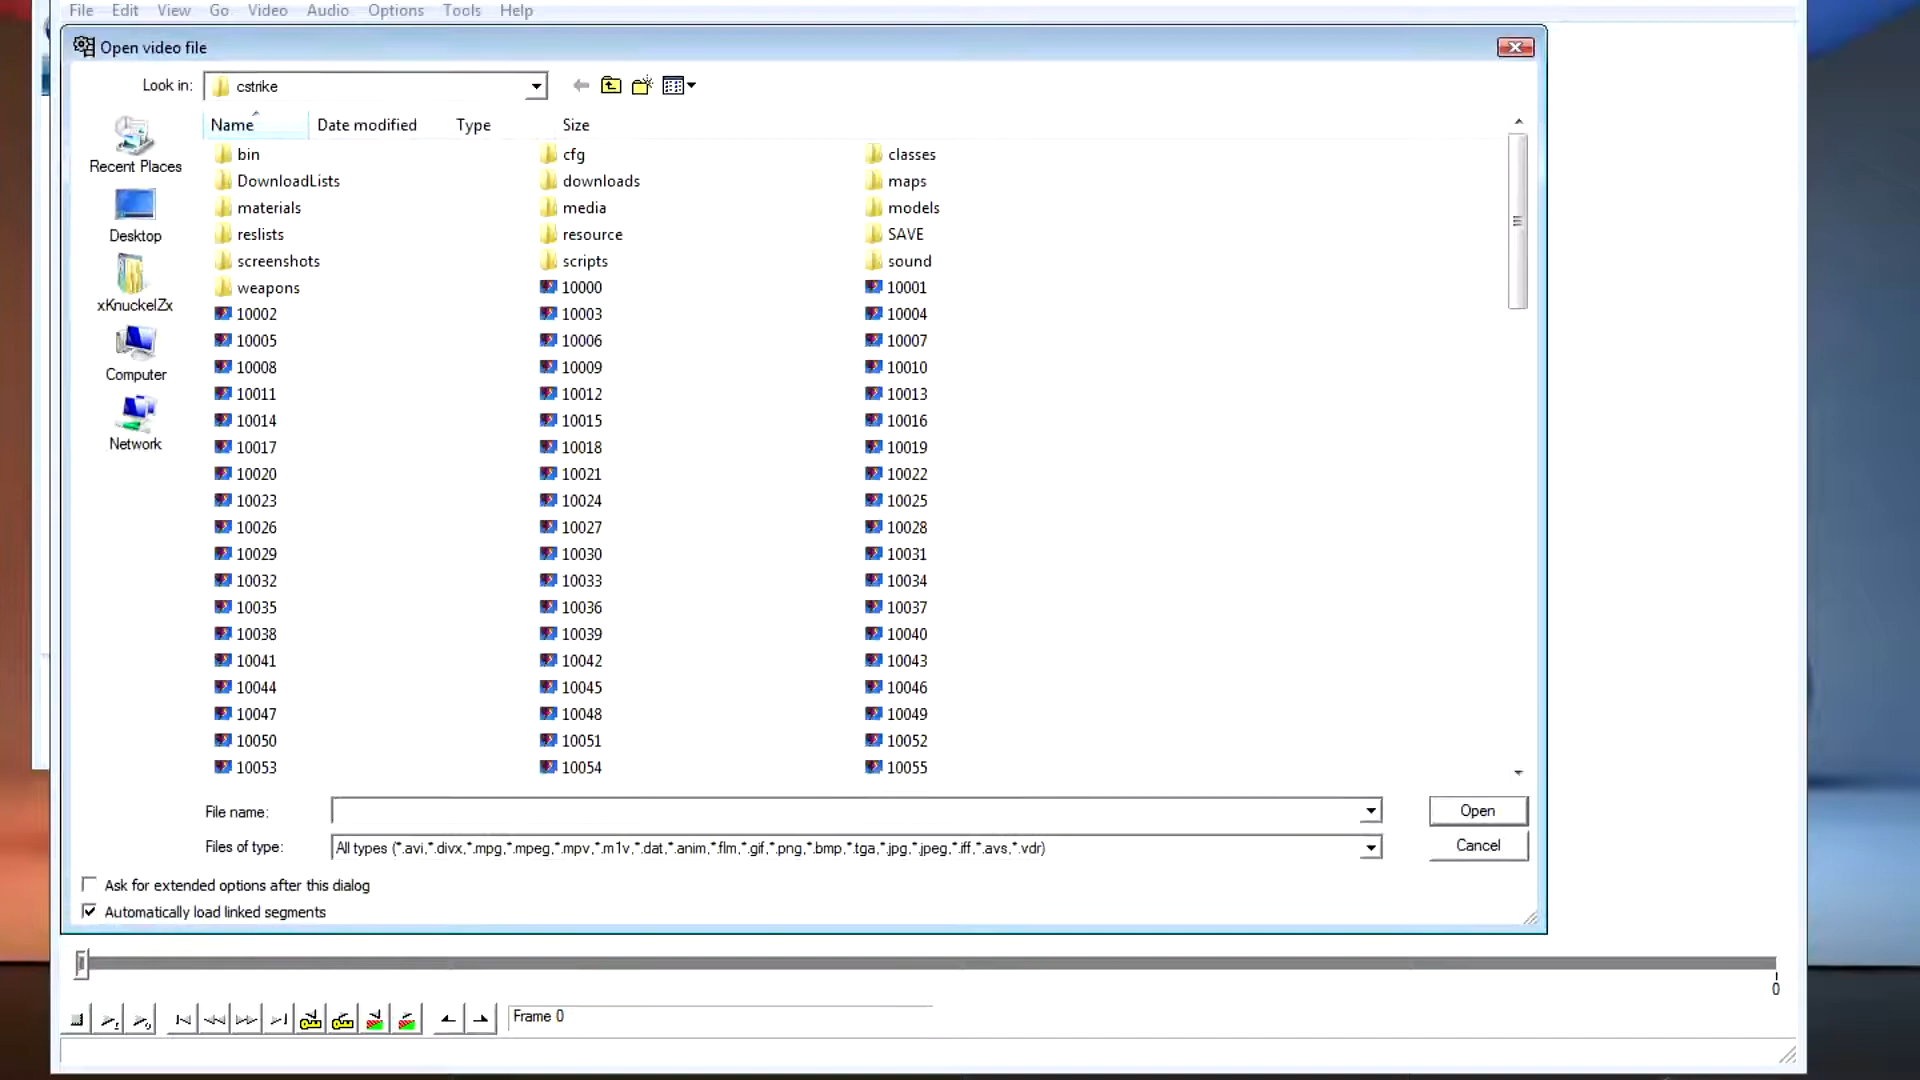 File Edit View Go Video Audio Options Tools Help
Open video file
Look in: cstrike
Name Date modified Type Size
Recent Places
Desktop
xKnuckelZx
Computer
Network
bin cfg classes
DownloadLists downloads maps
materials media models
reslists resource SAVE
screenshots scripts sound
weapons 10000 10001
10002 10003 10004
10005 10006 10007
10008 10009 10010
10011 10012 10013
10014 10015 10016
10017 10018 10019
10020 10021 10022
10023 10024 10025
10026 10027 10028
10029 10030 10031
10032 10033 10034
10035 10036 10037
10038 10039 10040
10041 10042 10043
10044 10045 10046
10047 10048 10049
10050 10051 10052
10053 10054 10055
File name: Open
Files of type: All types (*.avi,*.divx,*.mpg,*.mpeg,*.mpv,*.m1v,*.dat,*.anim,*.flm,*.gif,*.png,*.bmp,*.tga,*.jpg,*.jpeg,*.iff,*.avs,*.vdr) Cancel
Ask for extended options after this dialog
Automatically load linked segments
0
Frame 0